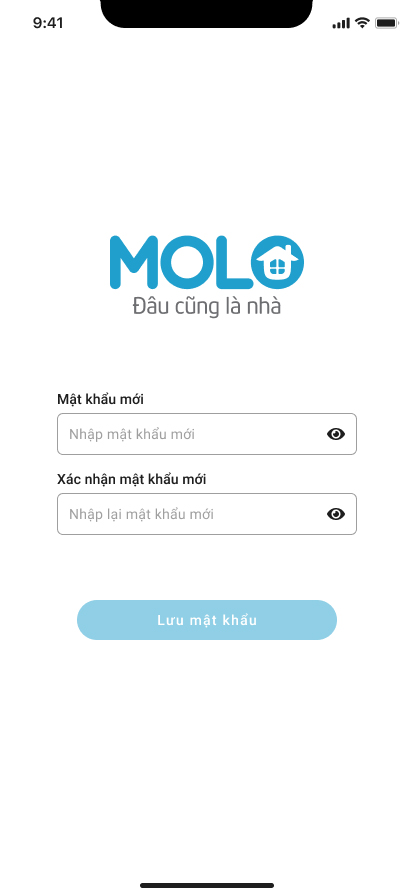 9:41
MOLO
Đâu cũng là nhà
Mật khẩu mới
Nhập mật khẩu mới
Xác nhận mật khẩu mới
Nhập lại mật khẩu mới
Lưu mật khẩu